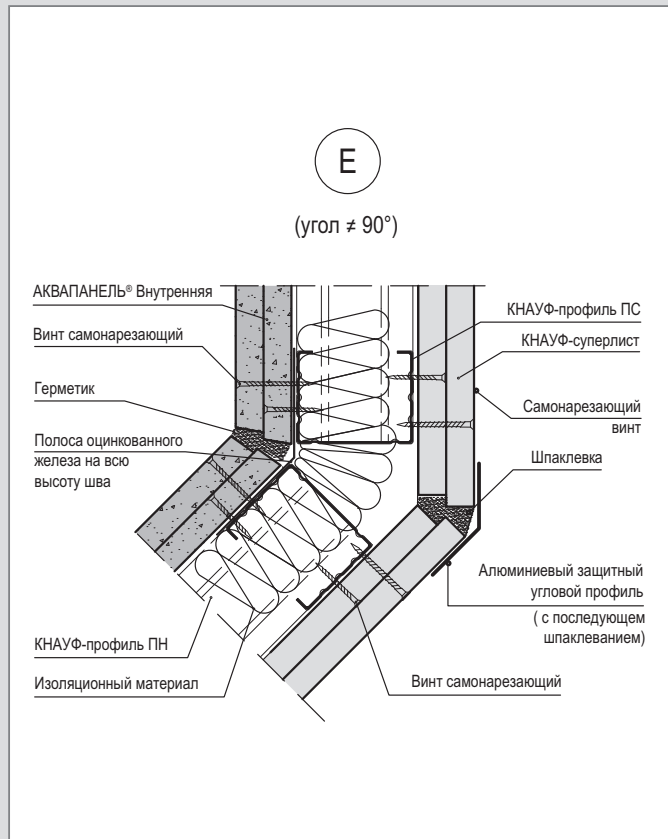 E
(угол ≠ 90°)
АКВАПАНЕЛЬ® Внутренняя
Винт самонарезающий
Герметик
Полоса оцинкованного
железа на всю
высоту шва
КНАУФ-профиль ПН
Изоляционный материал
КНАУФ-профиль ПС
КНАУФ-суперлист
Самонарезающий
винт
Шпаклевка
Алюминиевый защитный
угловой профиль
( с последующем
шпаклеванием)
Винт самонарезающий